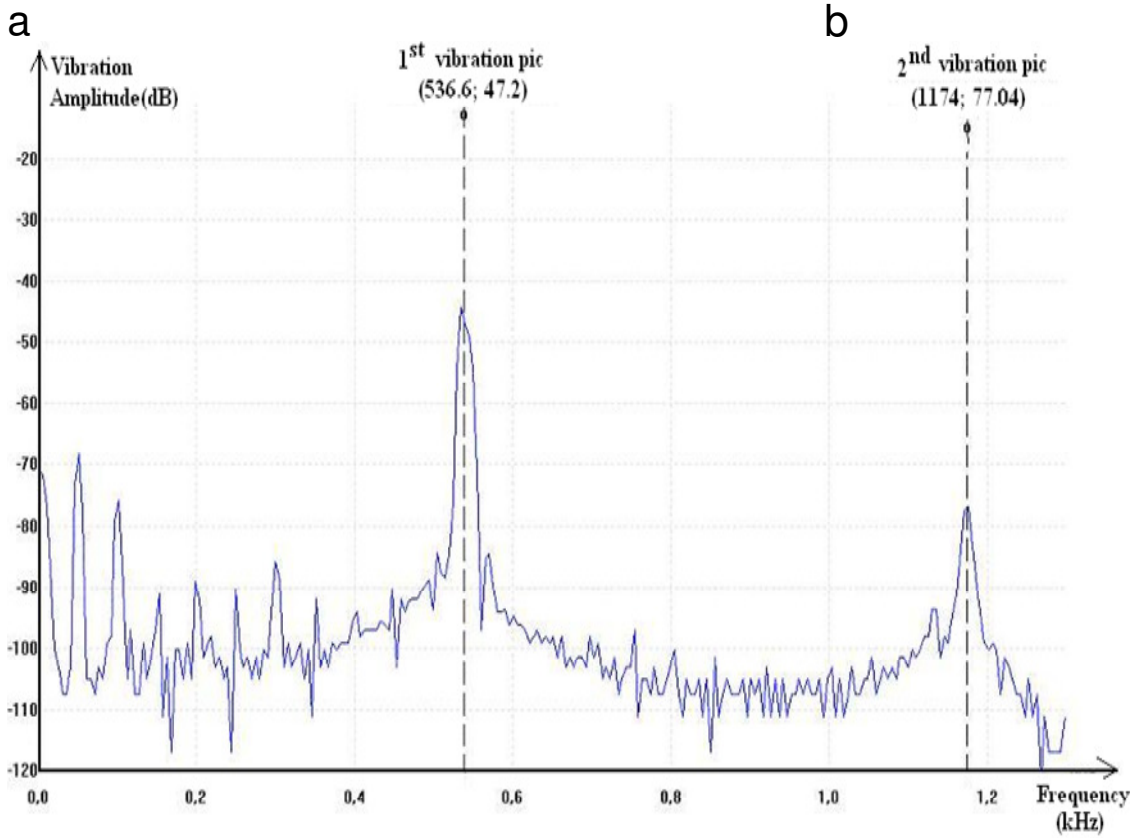 a
b
Vibration
Amplitude(dB)
1st vibration pic
(536.6; 47.2)
2nd vibration pic
(1174; 77.04)
-20
-30
-40
-50
-60
-70
-80
-90
-100
-110
-120
0,0
0,2
0,4
0,6
0,8
1,0
1,2
Frequency
(kHz)